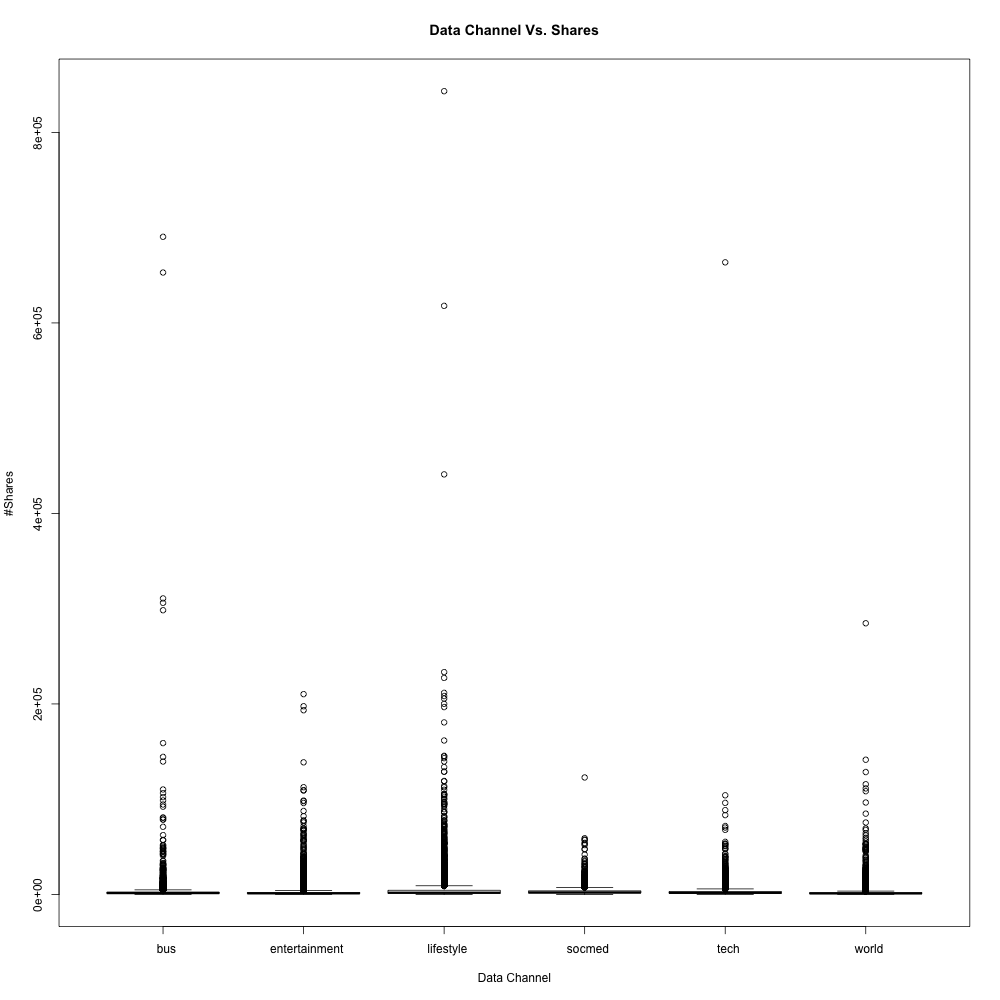 Data Channel Vs. Shares
8e+05
6e+05
4e+05
2e+05
0e+00
#Shares
bus entertainment lifestyle socmed tech world
Data Channel